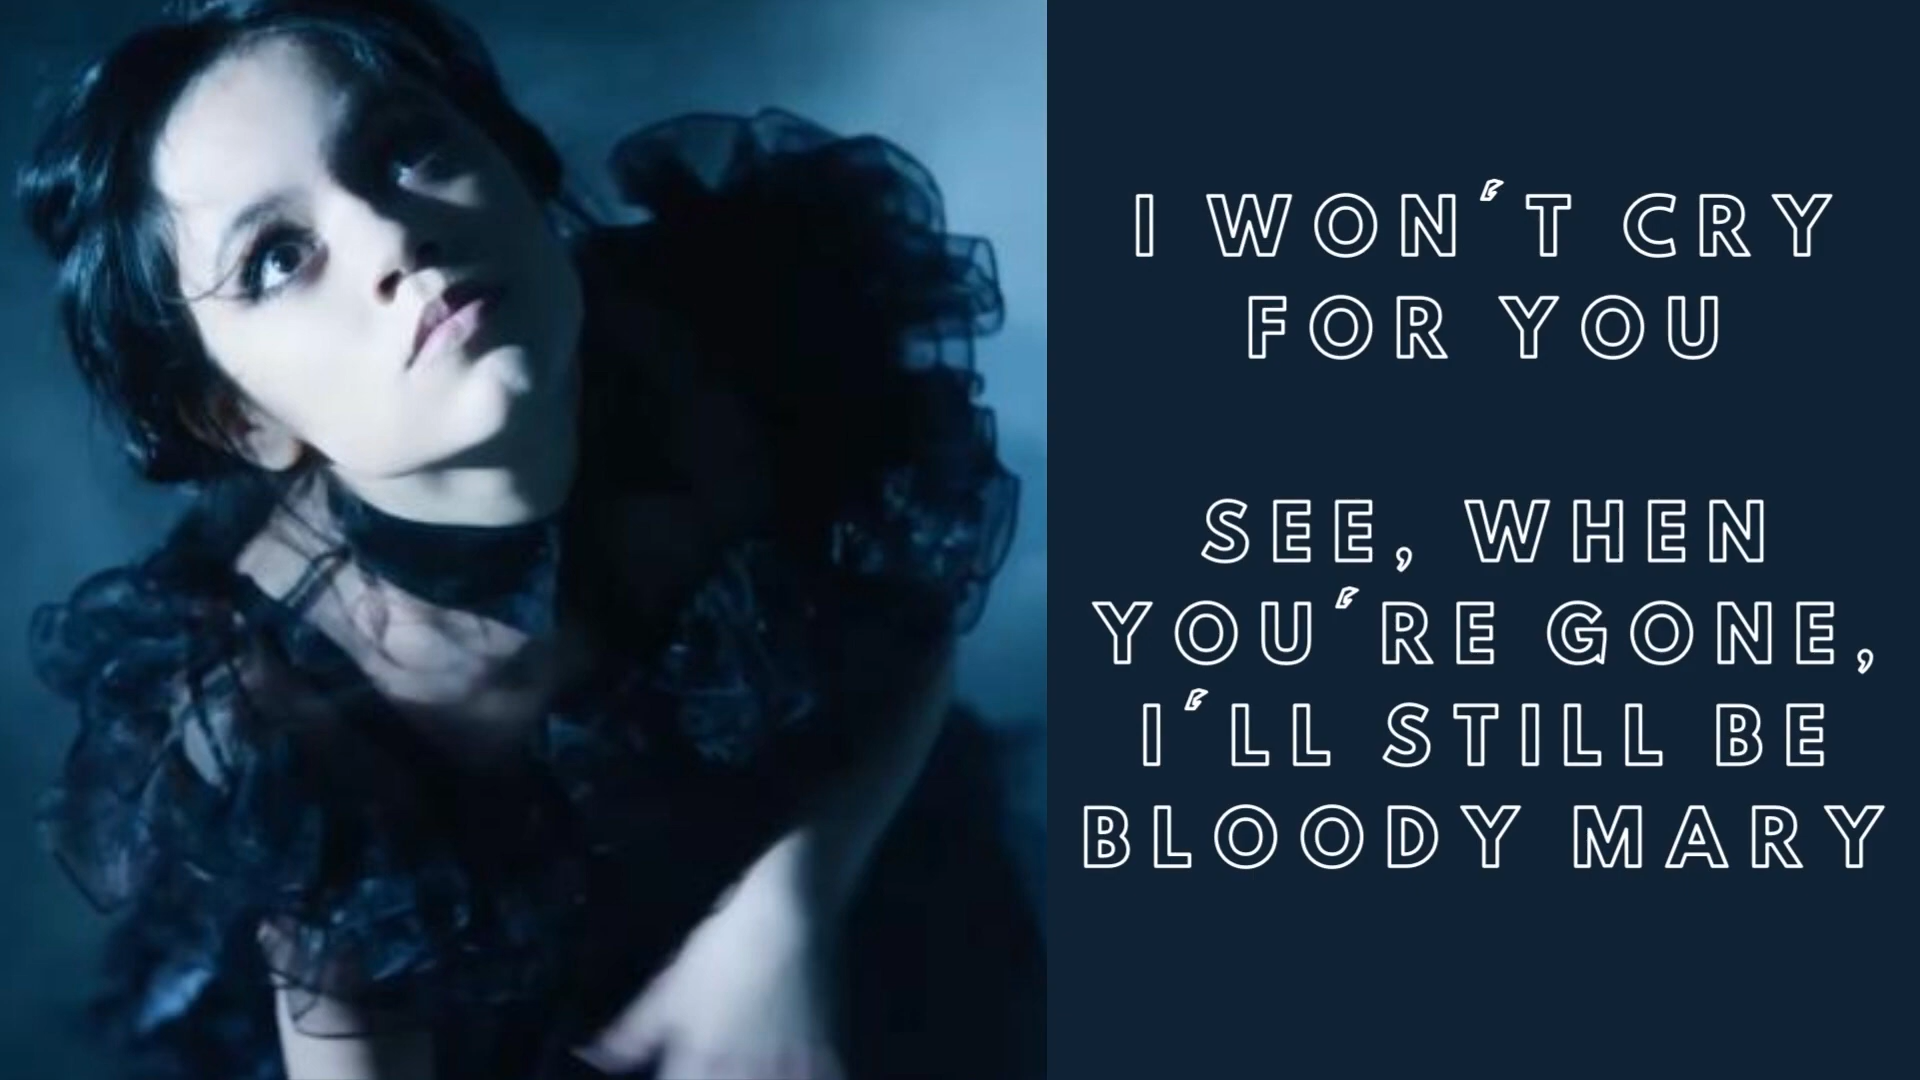 I WON'T CRY
FOR YOU
SEE, WHEN
YOU'RE GONE,
I'LL STILL BE
BLOODY MARY